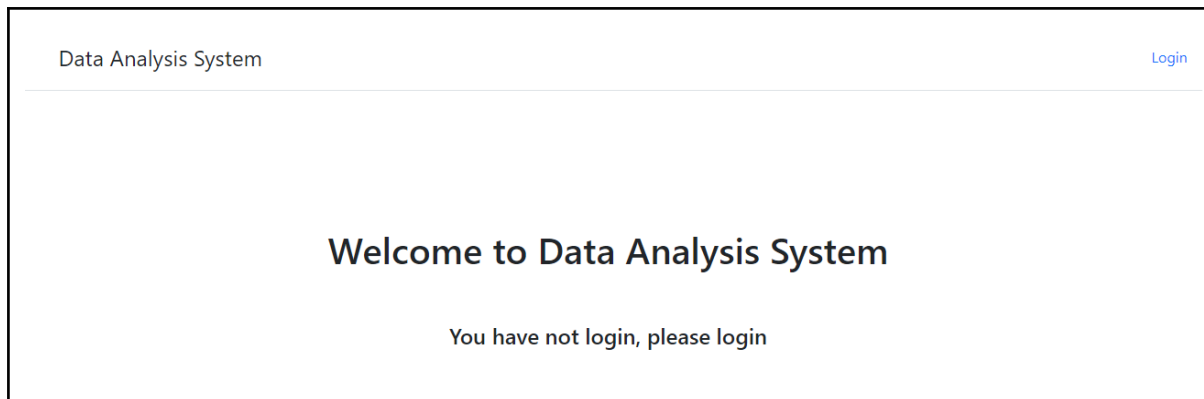 Data Analysis System
Login
Welcome to Data Analysis System
You have not login, please login